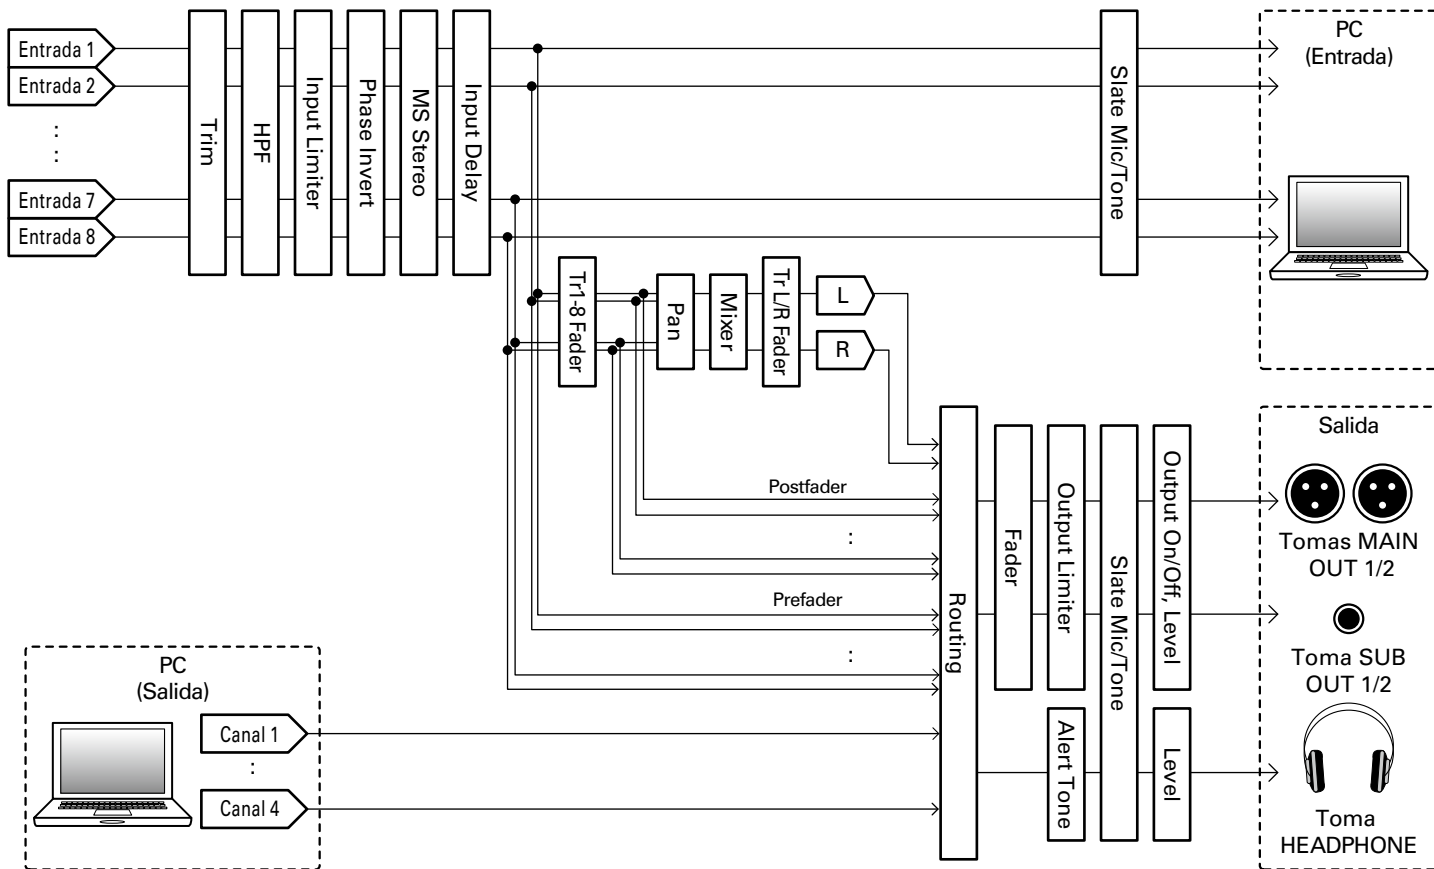 Entrada 1
Entrada 2
:
:
Entrada 7
Entrada 8
Trim
HPF
Input Limiter
Phase Invert
MS Stereo
Input Delay
Slate Mic/Tone
PC
(Entrada)
Tr1-8 Fader
Pan
Mixer
Tr L/R Fader
L
R
Postfader
:
Prefader
:
Routing
Fader
Output Limiter
Slate Mic/Tone
Output On/Off, Level
Alert Tone
Level
Salida
Tomas MAIN
OUT 1/2
Toma SUB
OUT 1/2
Toma
HEADPHONE
PC
(Salida)
Canal 1
:
Canal 4